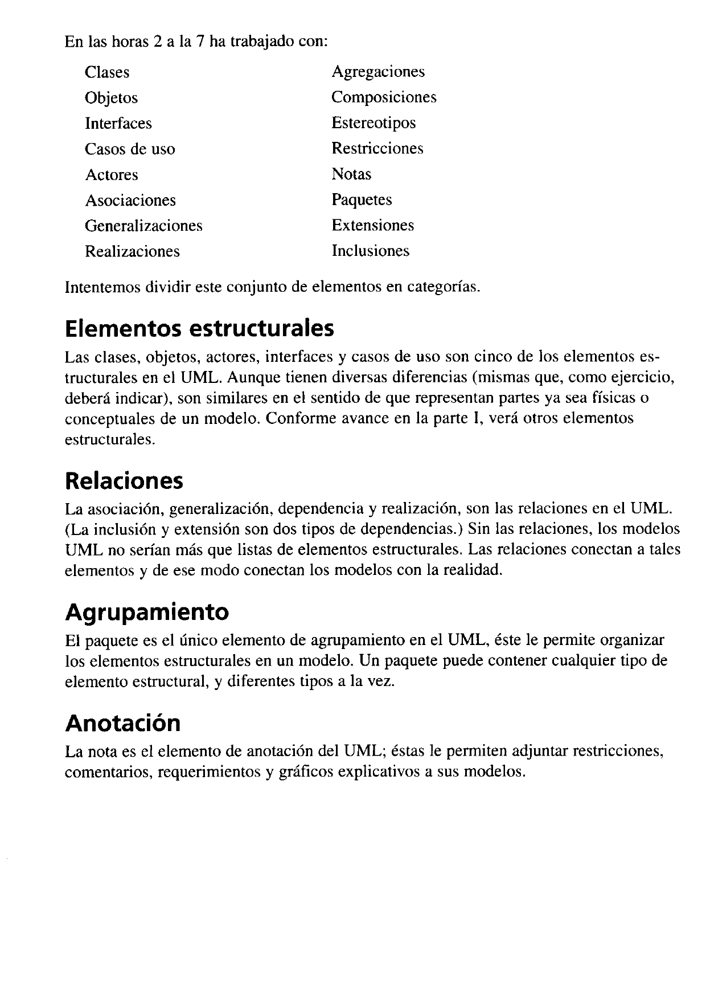 En las horas 2 a la 7 ha trabajado con:
Clases
Objetos
Interfaces
Casos de uso
Actores
Asociaciones
Generalizaciones
Realizaciones
Agregaciones
Composiciones
Estereotipos
Restricciones
Notas
Paquetes
Extensiones
Inclusiones
Intentemos dividir este conjunto de elementos en categorías.
Elementos estructurales
Las clases, objetos, actores, interfaces y casos de uso son cinco de los elementos es-
tructurales en el UML. Aunque tienen diversas diferencias (mismas que, como ejercicio,
deberá indicar), son similares en el sentido de que representan partes ya sea físicas o
conceptuales de un modelo. Conforme avance en la parte I, verá otros elementos
estructurales.
Relaciones
La asociación, generalización, dependencia y realización, son las relaciones en el UML.
(La inclusión y extensión son dos tipos de dependencias.) Sin las relaciones, los modelos
UML no serían más que listas de elementos estructurales. Las relaciones conectan a tales
elementos y de ese modo conectan los modelos con la realidad.
Agrupamiento
El paquete es el único elemento de agrupamiento en el UML, éste le permite organizar
los elementos estructurales en un modelo. Un paquete puede contener cualquier tipo de
elemento estructural, y diferentes tipos a la vez.
Anotación
La nota es el elemento de anotación del UML; éstas le permiten adjuntar restricciones,
comentarios, requerimientos y gráficos explicativos a sus modelos.